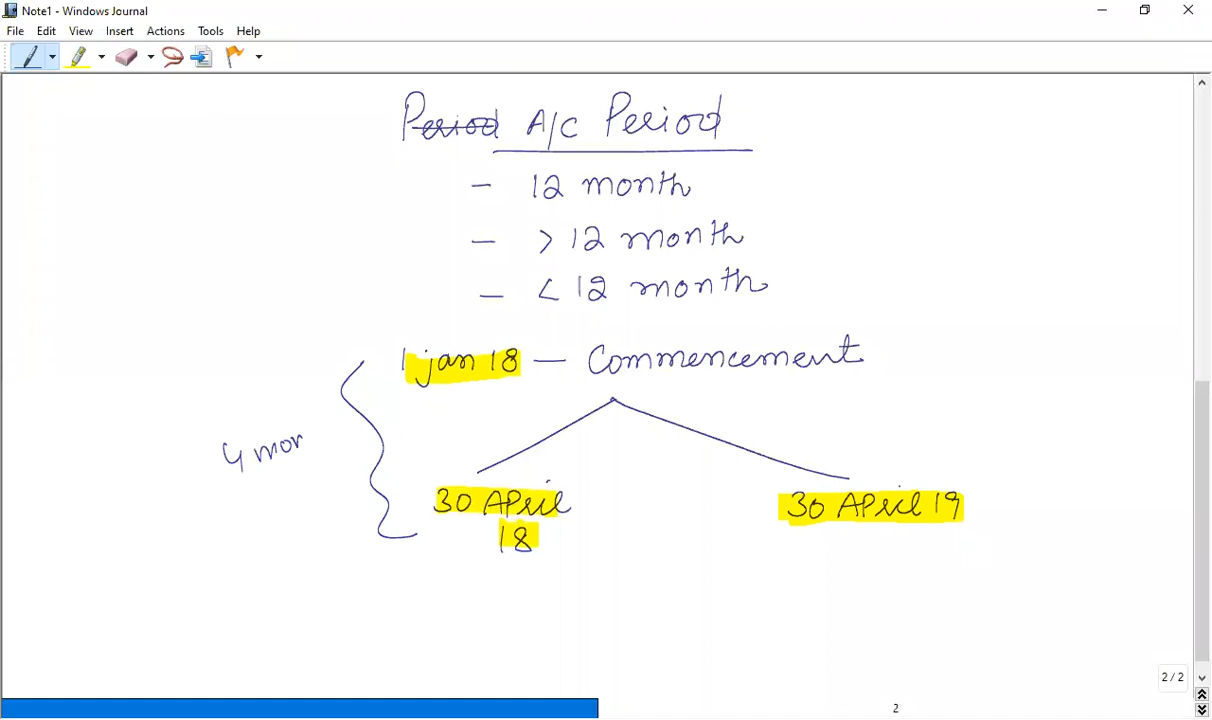 Note1 - Windows Journal
File Edit View Insert Actions Tools Help
Period A/C Period
- 12 month
- > 12 month
- < 12 month
1 jan 18 — Commencement
4 mon
30 April
18
30 April 19
2 / 2
2